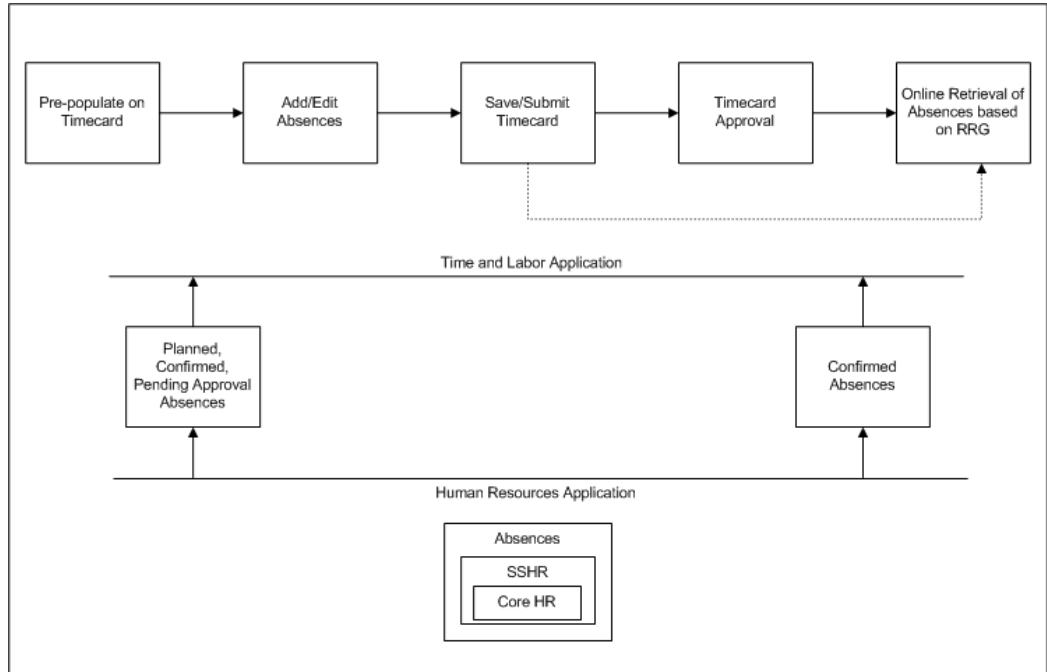 Pre-populate on
Timecard
Add/Edit
Absences
Save/Submit
Timecard
Timecard
Approval
Online Retrieval of
Absences based
on RRG
Time and Labor Application
Planned,
Confirmed,
Pending Approval
Absences
Confirmed
Absences
Human Resources Application
Absences
SSHR
Core HR